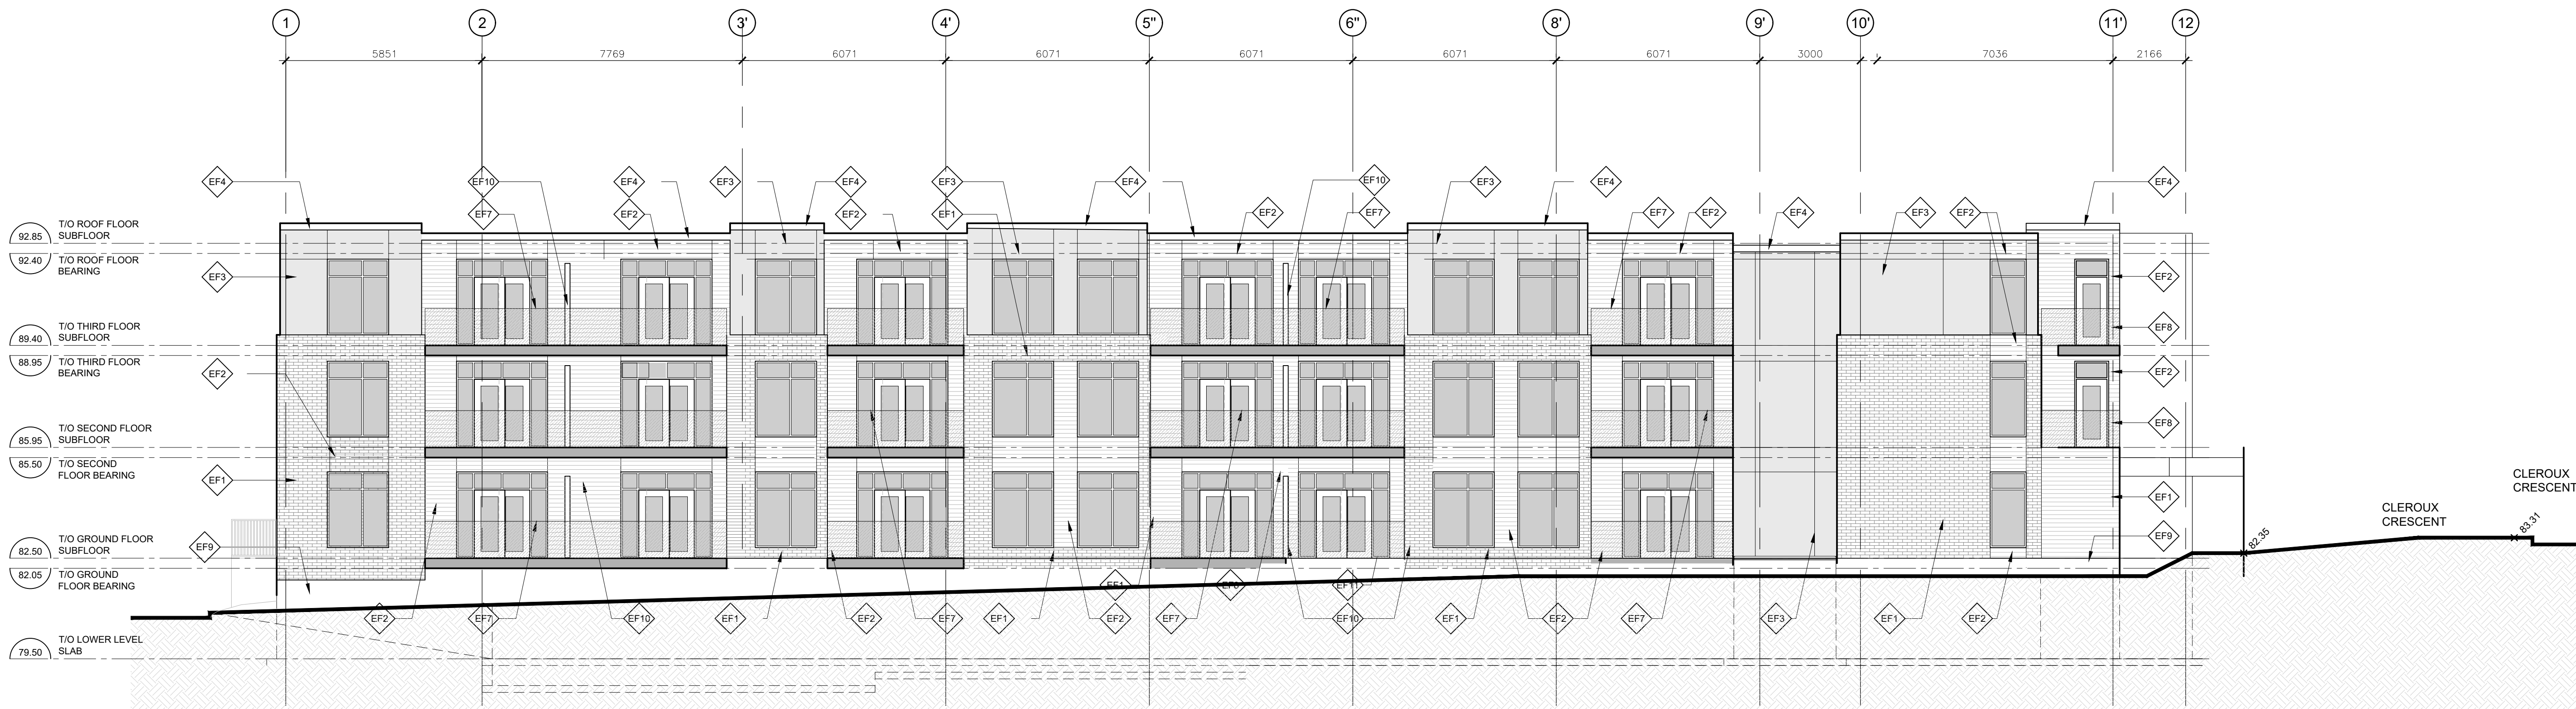 1 2 3' 4' 5" 6" 8' 9' 10' 11' 12
5851 7769 6071 6071 6071 6071 6071 3000 7036 2166
EF4 EF10 EF4 EF3 EF4 EF3 EF4 EF10 EF3 EF4 EF4
EF7 EF2 EF2 EF1 EF2 EF7 EF7 EF2 EF4 EF3 EF2
T/O ROOF FLOOR
SUBFLOOR
92.85
92.40
T/O ROOF FLOOR
BEARING
EF3
EF2
T/O THIRD FLOOR
SUBFLOOR
EF8
89.40
88.95
T/O THIRD FLOOR
BEARING
EF2
EF2
T/O SECOND FLOOR
SUBFLOOR
EF8
85.95
85.50
T/O SECOND
FLOOR BEARING
EF1
EF1
CLEROUX
CRESCENT
CLEROUX
CRESCENT
83.31
82.35
T/O GROUND FLOOR
SUBFLOOR
EF9
EF9
82.50
82.05
T/O GROUND
FLOOR BEARING
EF1 EF11
EF2 EF7 EF10 EF1 EF2 EF7 EF1 EF2 EF7 EF10 EF1 EF2 EF7 EF3 EF1 EF2
T/O LOWER LEVEL
SLAB
79.50